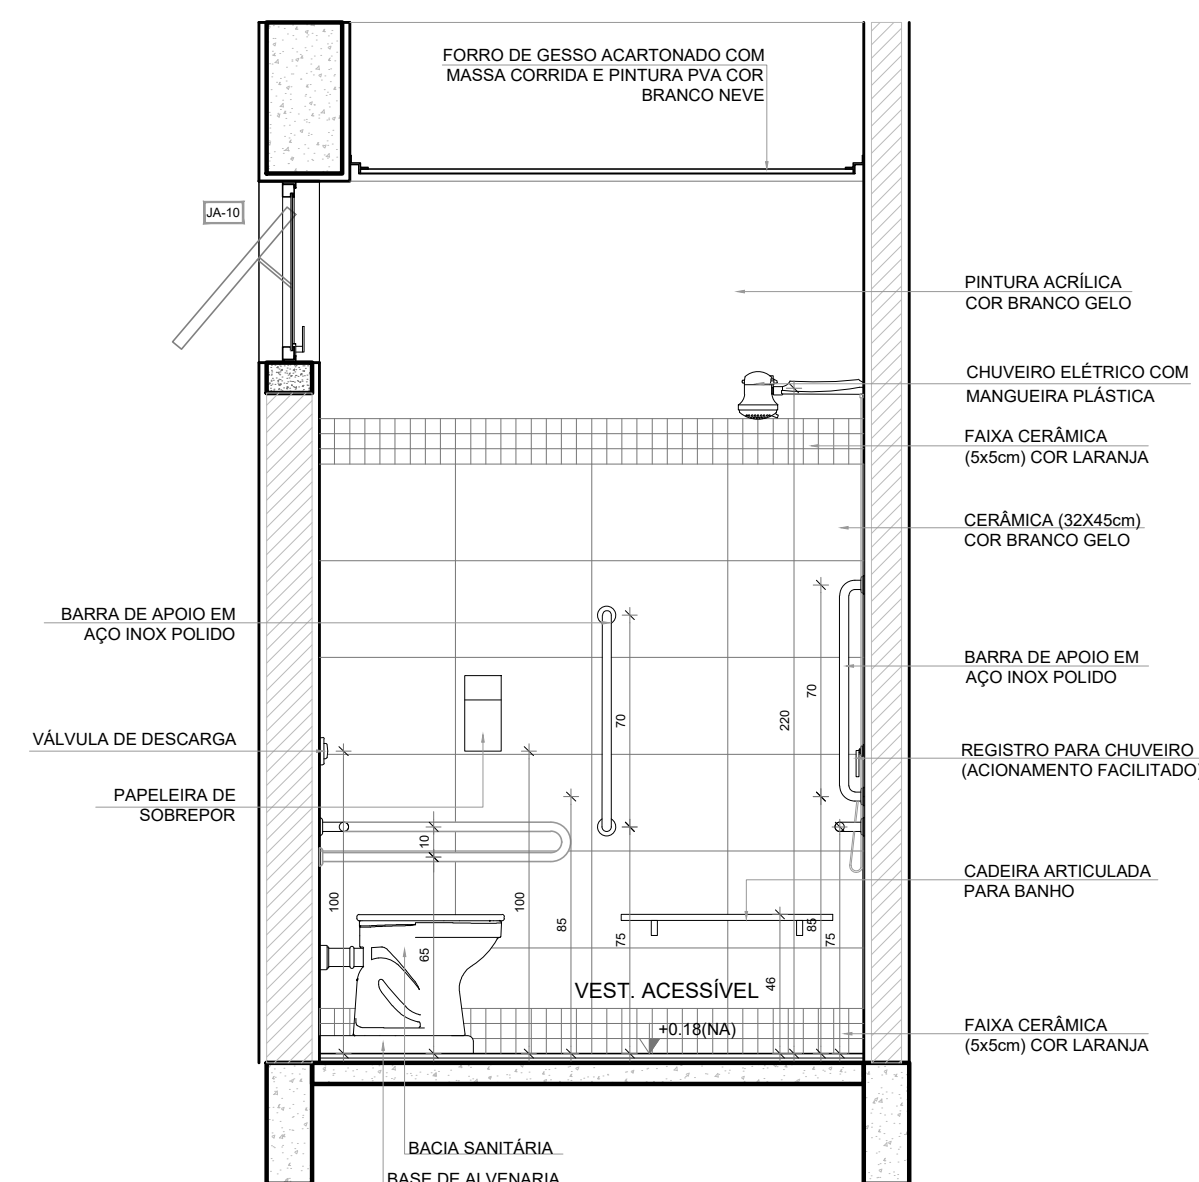 FORRO DE GESSO ACARTONADO COM
MASSA CORRIDA E PINTURA PVA COR
BRANCO NEVE
JA-10
PINTURA ACRÍLICA
COR BRANCO GELO
CHUVEIRO ELÉTRICO COM
MANGUEIRA PLÁSTICA
FAIXA CERÂMICA
(5x5cm) COR LARANJA
CERÂMICA (32X45cm)
COR BRANCO GELO
BARRA DE APOIO EM
AÇO INOX POLIDO
BARRA DE APOIO EM
AÇO INOX POLIDO
70
70
220
VÁLVULA DE DESCARGA
REGISTRO PARA CHUVEIRO
(ACIONAMENTO FACILITADO)
PAPELEIRA DE
SOBREPOR
10
CADEIRA ARTICULADA
PARA BANHO
100
100
85
75
65
85
75
46
VEST. ACESSÍVEL
+0.18(NA)
FAIXA CERÂMICA
(5x5cm) COR LARANJA
BACIA SANITÁRIA
BASE DE ALVENARIA